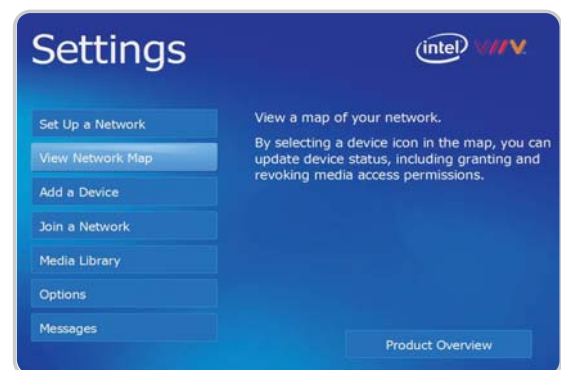 Settings
intel VIIV
Set Up a Network
View Network Map
Add a Device
Join a Network
Media Library
Options
Messages
View a map of your network.
By selecting a device icon in the map, you can
update device status, including granting and
revoking media access permissions.
Product Overview